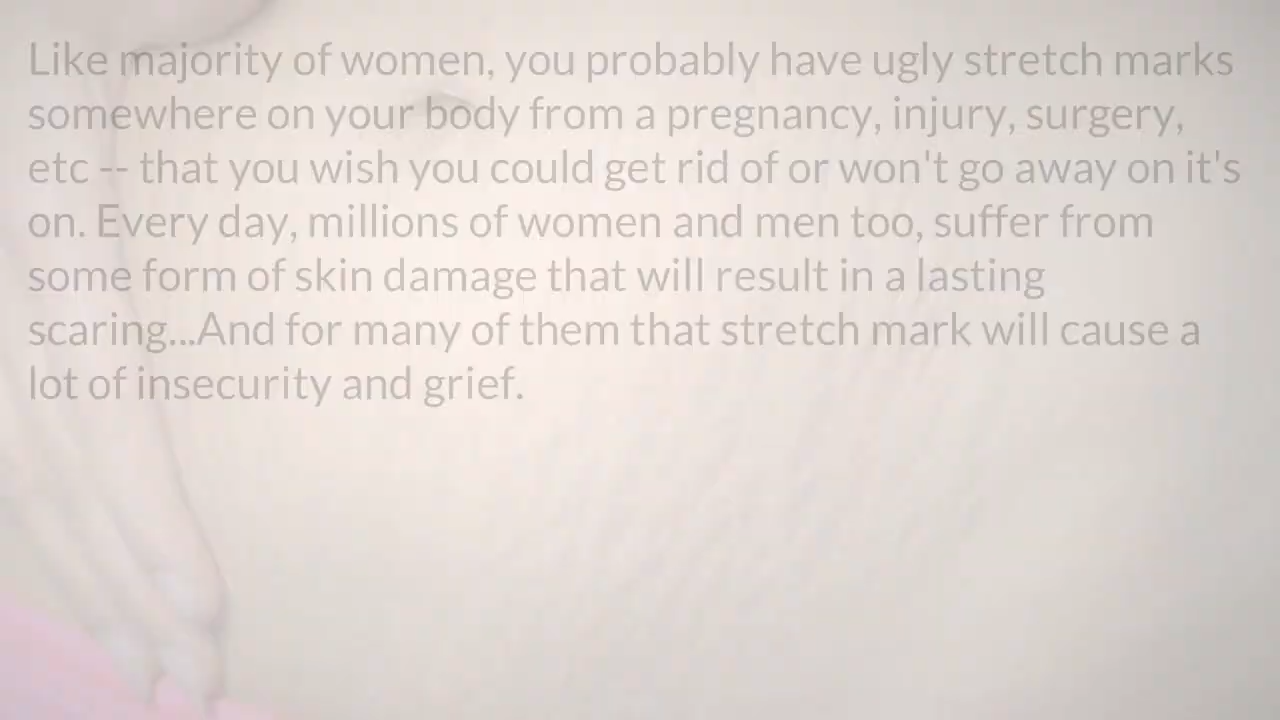 Like majority of women, you probably have ugly stretch marks
somewhere on your body from a pregnancy, injury, surgery,
etc -- that you wish you could get rid of or won't go away on it's
on. Every day, millions of women and men too, suffer from
some form of skin damage that will result in a lasting
scaring...And for many of them that stretch mark will cause a
lot of insecurity and grief.